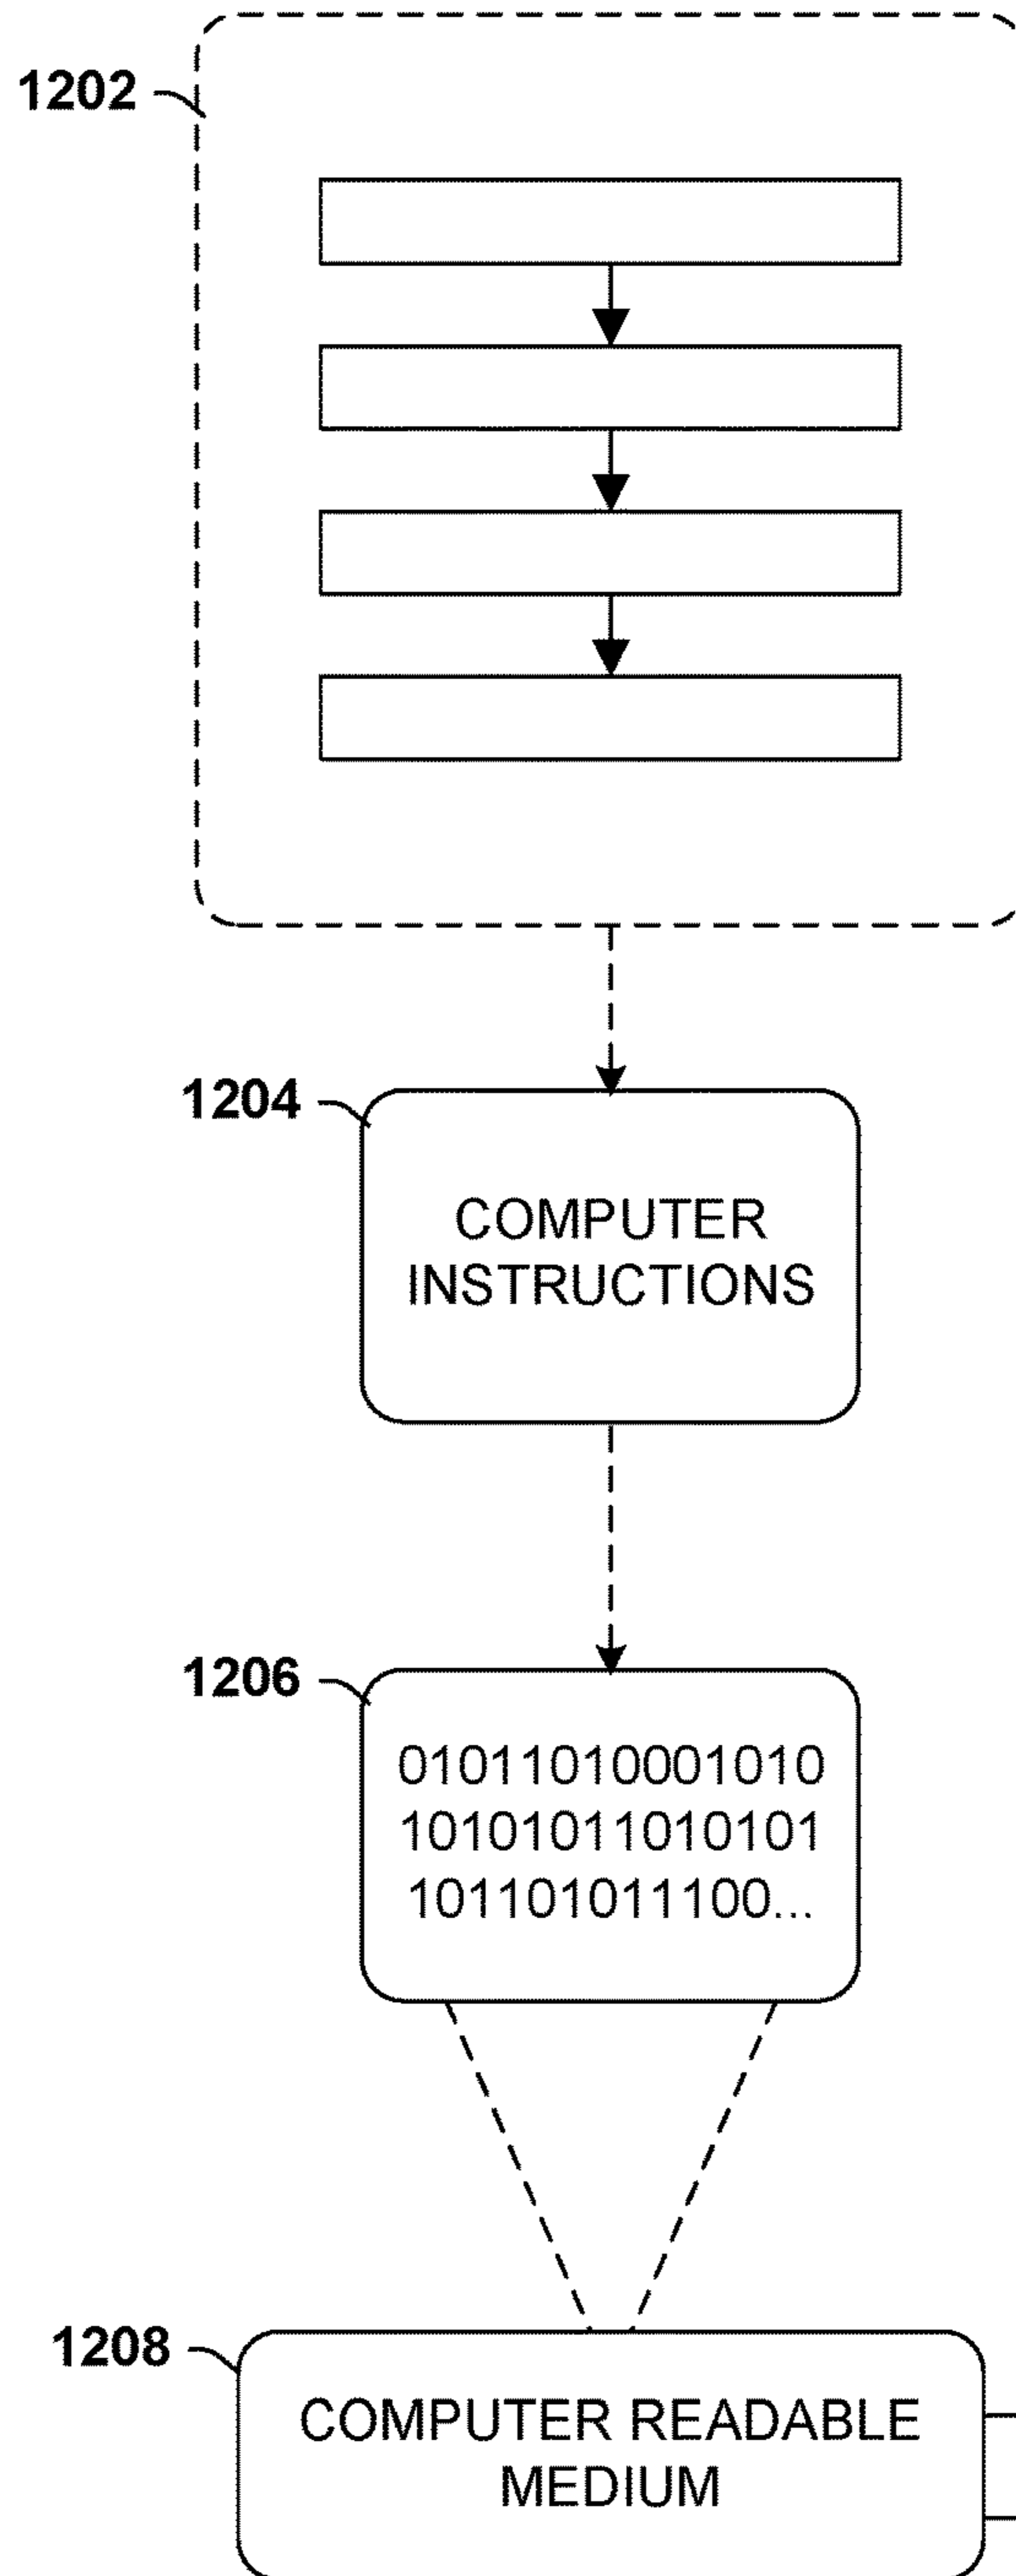 1202
1204
COMPUTER
INSTRUCTIONS
1206
01011010001010
10101011010101
101101011100...
1208
COMPUTER READABLE
MEDIUM